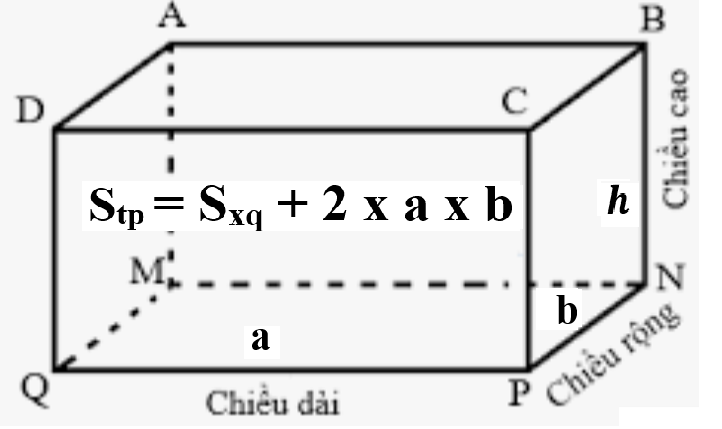 A
B
D
C
Chiều cao
S_tp = S_xq + 2 x a x b
h
M
N
b
a
Q
P
Chiều rộng
Chiều dài